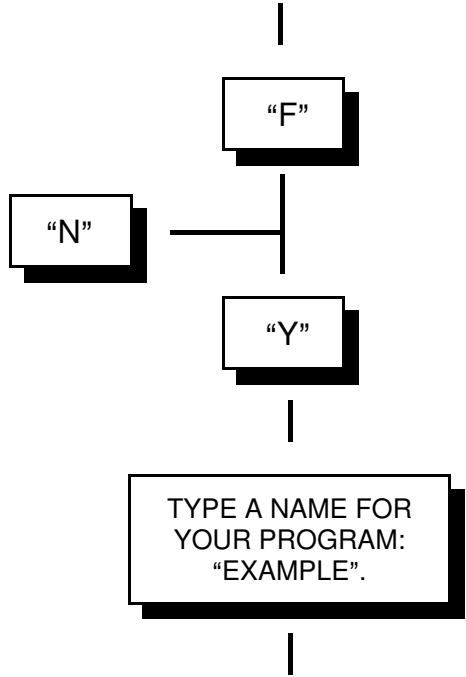 “F”
“N”
“Y”
TYPE A NAME FOR
YOUR PROGRAM:
“EXAMPLE”.